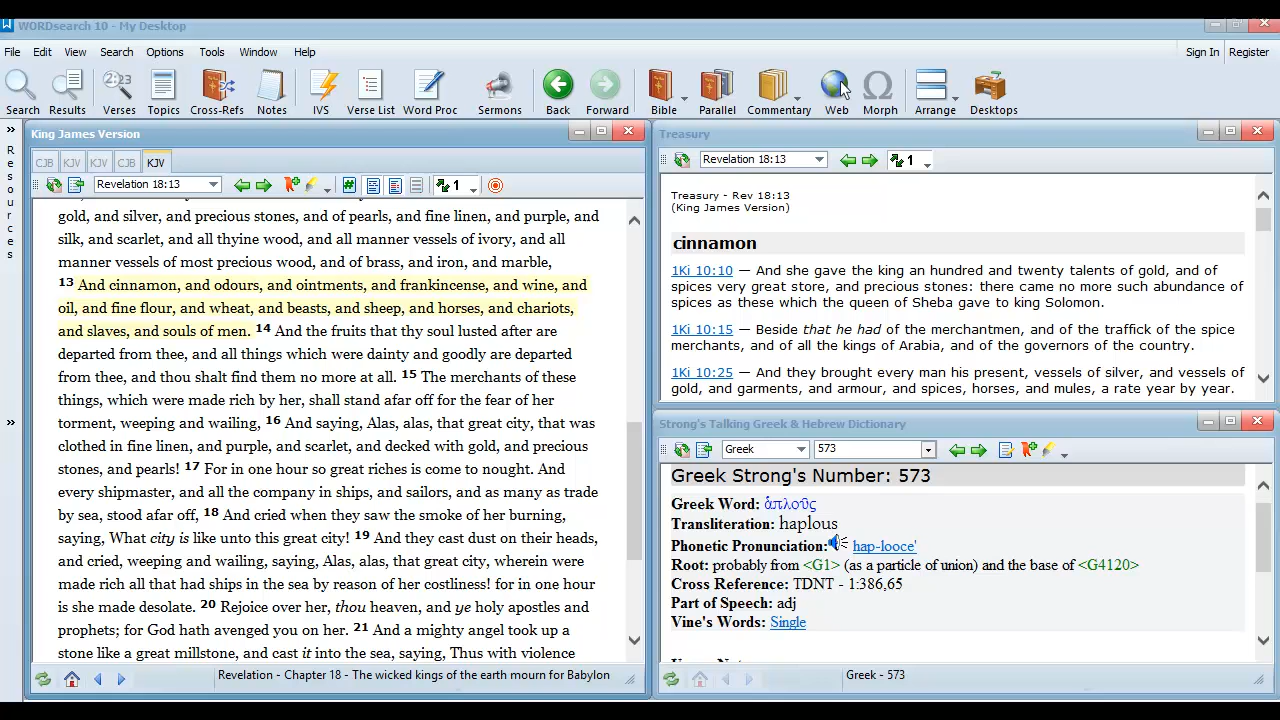 WORDsearch 10 - My Desktop
File Edit View Search Options Tools Window Help Sign In Register
2:23
Search Results Verses Topics Cross-Refs Notes IVS Verse List Word Proc Sermons Back Forward Bible Parallel Commentary Web Morph Arrange Desktops
Resources
King James Version
CJB KJV KJV CJB KJV
Revelation 18:13 1
gold, and silver, and precious stones, and of pearls, and fine linen, and purple, and
silk, and scarlet, and all thyine wood, and all manner vessels of ivory, and all
manner vessels of most precious wood, and of brass, and iron, and marble,
13 And cinnamon, and odours, and ointments, and frankincense, and wine, and
oil, and fine flour, and wheat, and beasts, and sheep, and horses, and chariots,
and slaves, and souls of men. 14 And the fruits that thy soul lusted after are
departed from thee, and all things which were dainty and goodly are departed
from thee, and thou shalt find them no more at all. 15 The merchants of these
things, which were made rich by her, shall stand afar off for the fear of her
torment, weeping and wailing, 16 And saying, Alas, alas, that great city, that was
clothed in fine linen, and purple, and scarlet, and decked with gold, and precious
stones, and pearls! 17 For in one hour so great riches is come to nought. And
every shipmaster, and all the company in ships, and sailors, and as many as trade
by sea, stood afar off, 18 And cried when they saw the smoke of her burning,
saying, What city is like unto this great city! 19 And they cast dust on their heads,
and cried, weeping and wailing, saying, Alas, alas, that great city, wherein were
made rich all that had ships in the sea by reason of her costliness! for in one hour
is she made desolate. 20 Rejoice over her, thou heaven, and ye holy apostles and
prophets; for God hath avenged you on her. 21 And a mighty angel took up a
stone like a great millstone, and cast it into the sea, saying, Thus with violence
Revelation - Chapter 18 - The wicked kings of the earth mourn for Babylon
Treasury
Revelation 18:13 1
Treasury - Rev 18:13
(King James Version)
cinnamon
1Ki 10:10 — And she gave the king an hundred and twenty talents of gold, and of
spices very great store, and precious stones: there came no more such abundance of
spices as these which the queen of Sheba gave to king Solomon.
1Ki 10:15 — Beside that he had of the merchantmen, and of the traffick of the spice
merchants, and of all the kings of Arabia, and of the governors of the country.
1Ki 10:25 — And they brought every man his present, vessels of silver, and vessels of
gold, and garments, and armour, and spices, horses, and mules, a rate year by year.
Strong's Talking Greek & Hebrew Dictionary
Greek 573
Greek Strong's Number: 573
Greek Word: ἁπλοῦς
Transliteration: haplous
Phonetic Pronunciation: hap-looce'
Root: probably from <G1> (as a particle of union) and the base of <G4120>
Cross Reference: TDNT - 1:386,65
Part of Speech: adj
Vine's Words: Single
Greek - 573